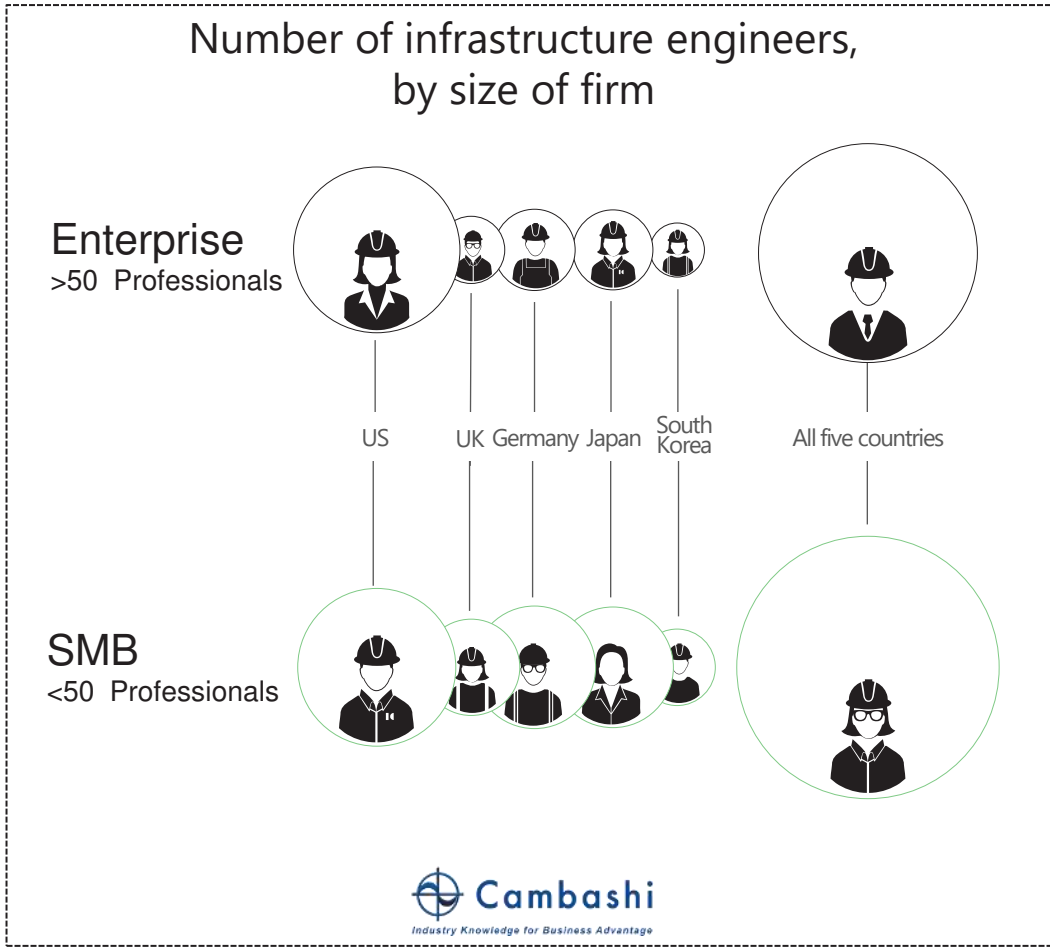 Number of infrastructure engineers,
by size of firm
Enterprise
>50 Professionals
US
UK
Germany
Japan
South
Korea
All five countries
SMB
<50 Professionals
Cambashi
Industry Knowledge for Business Advantage